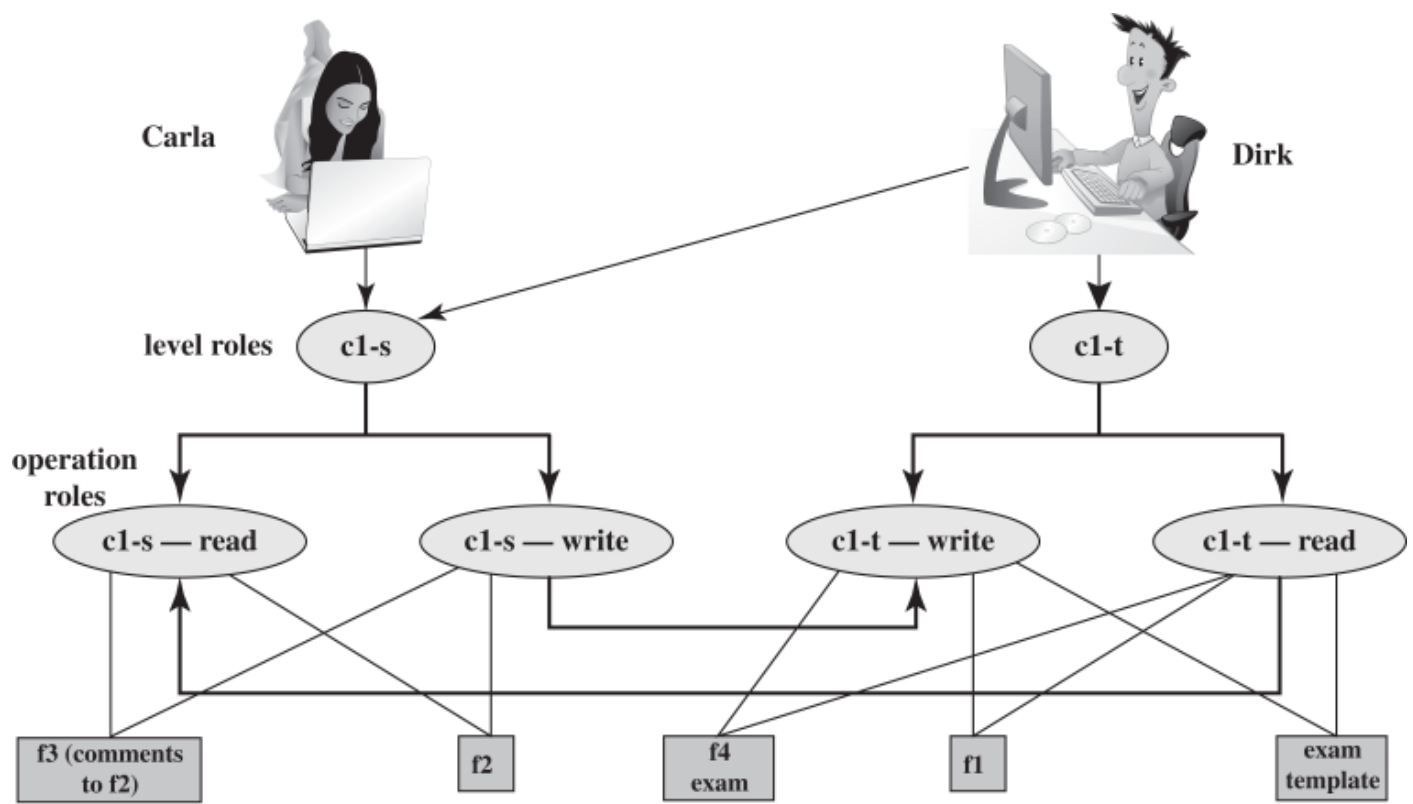 Carla
Dirk
level roles
c1-s
c1-t
operation
roles
c1-s — read
c1-s — write
c1-t — write
c1-t — read
f3 (comments
to f2)
f2
f4
exam
f1
exam
template